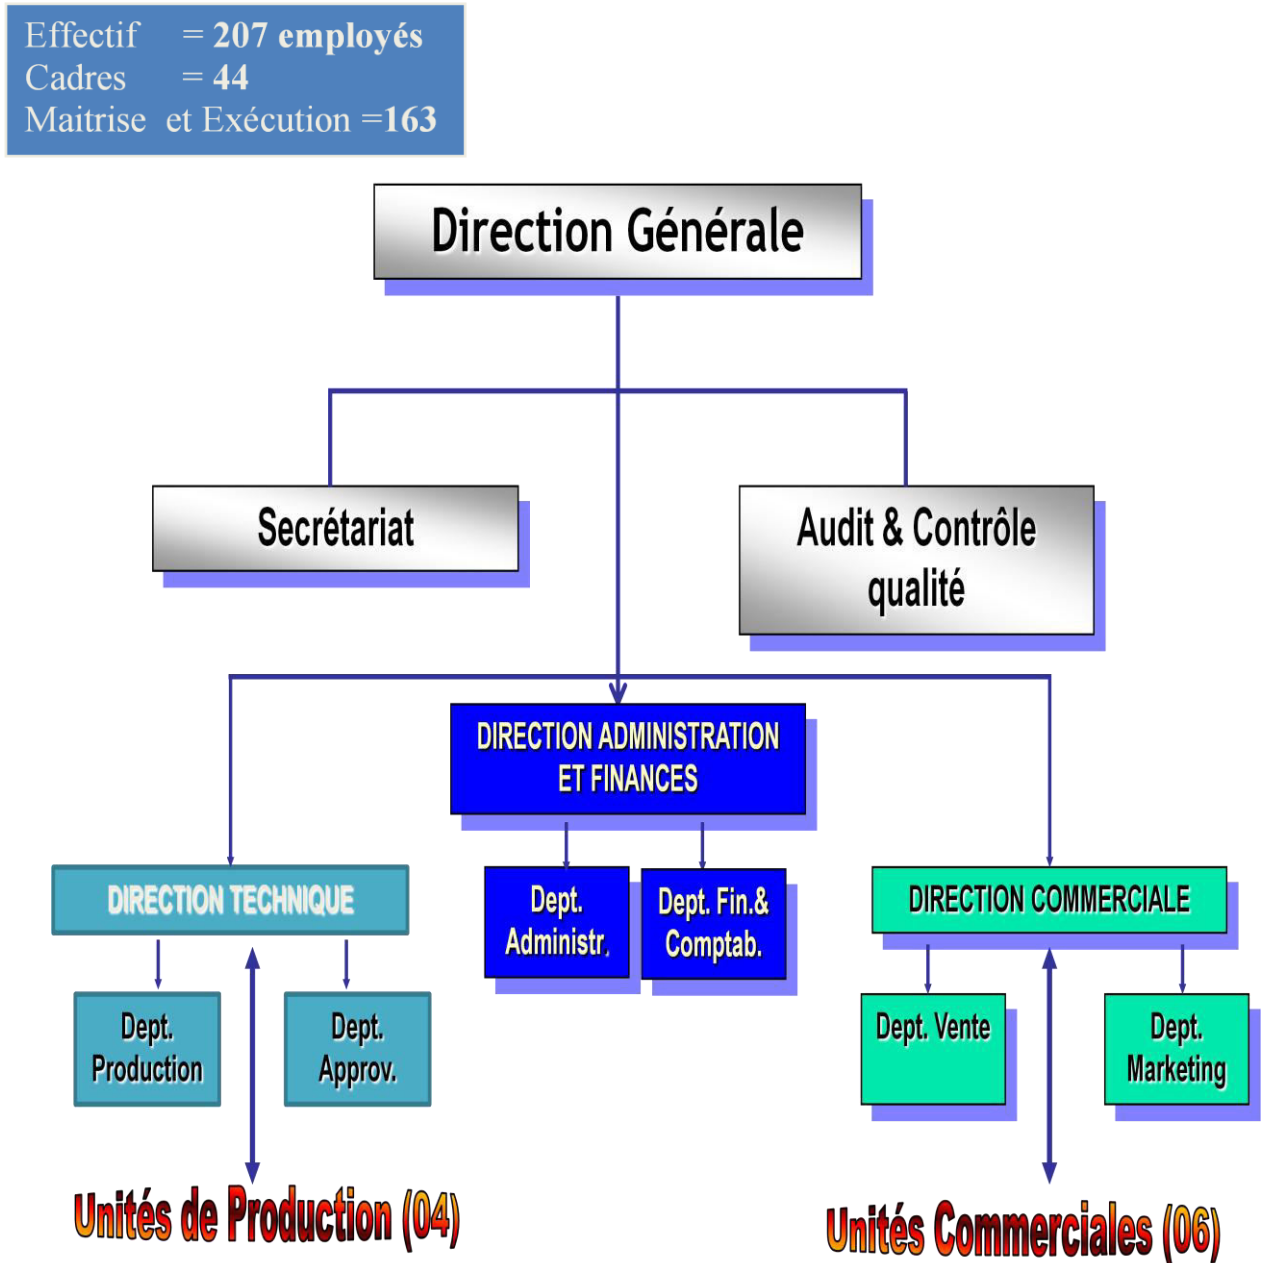 Effectif = 207 employés
Cadres = 44
Maitrise et Exécution =163
Direction Générale
Secrétariat
Audit & Contrôle
qualité
DIRECTION ADMINISTRATION
ET FINANCES
DIRECTION TECHNIQUE
Dept.
Administr.
Dept. Fin.&
Comptab.
DIRECTION COMMERCIALE
Dept.
Production
Dept.
Approv.
Dept. Vente
Dept.
Marketing
Unités de Production (04)
Unités Commerciales (06)